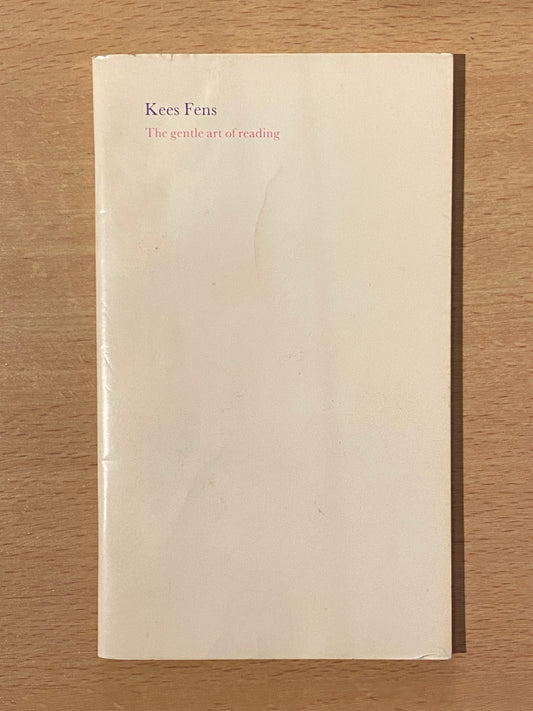 Kees Fens
The gentle art of reading